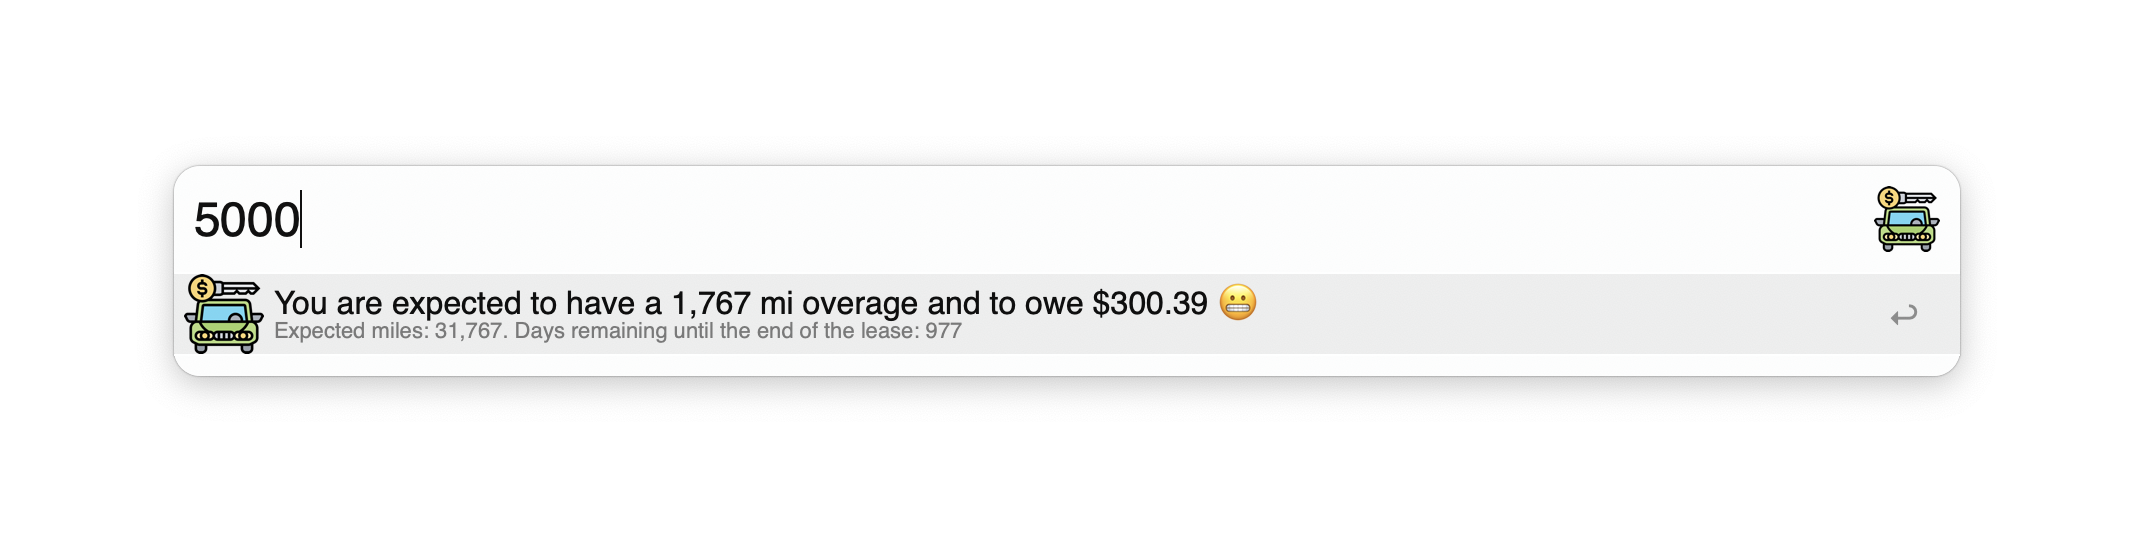 5000
You are expected to have a 1,767 mi overage and to owe $300.39 😬
Expected miles: 31,767. Days remaining until the end of the lease: 977